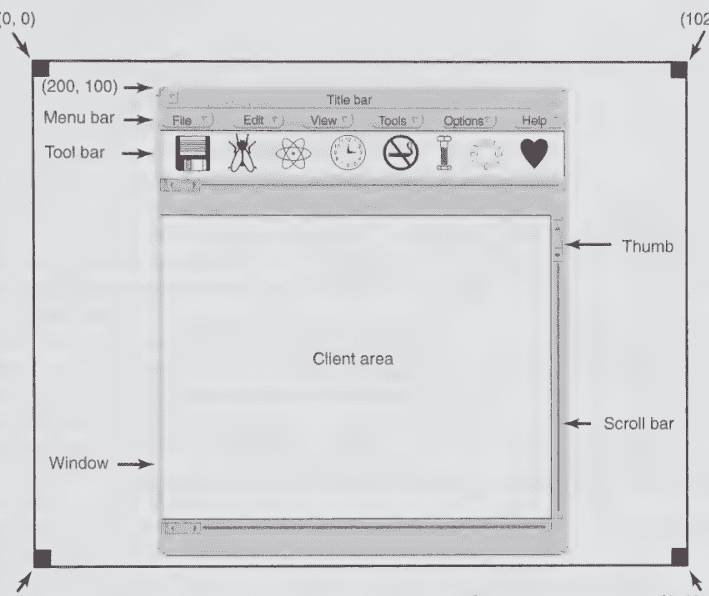 (0, 0)
(102
(200, 100)
Title bar
Menu bar
File Edit View Tools Options Help
Tool bar
Thumb
Client area
Scroll bar
Window